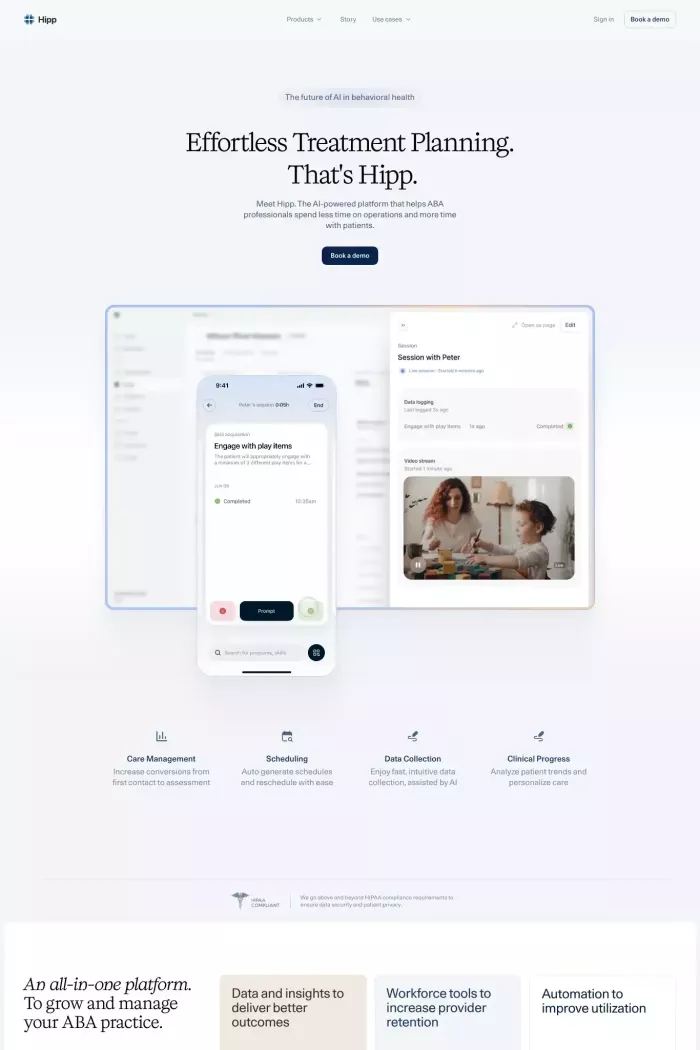 Hipp
Products
Story
Use cases
Sign in
Book a demo
The future of AI in behavioral health
Effortless Treatment Planning.
That's Hipp.
Meet Hipp. The AI-powered platform that helps ABA
professionals spend less time on operations and more time
with patients.
Book a demo
Open as page
Edit
Session
Session with Peter
Live session · Started 6 minutes ago
Data logging
Last logged 3s ago
Engage with play items
1s ago
Completed
Video stream
Started 1 minute ago
9:41
Peter's session 0:05h
End
Skill acquisition
Engage with play items
The patient will appropriately engage with
a minimum of 3 different play items for a...
Completed
10:35am
Prompt
Search for programs, skills
Care Management
Increase conversions from
first contact to assessment
Scheduling
Auto generate schedules
and reschedule with ease
Data Collection
Enjoy fast, intuitive data
collection, assisted by AI
Clinical Progress
Analyze patient trends and
personalize care
HIPAA
COMPLIANT
We go above and beyond HIPAA compliance requirements to
ensure data security and patient privacy.
An all-in-one platform.
To grow and manage
your ABA practice.
Data and insights to
deliver better
outcomes
Workforce tools to
increase provider
retention
Automation to
improve utilization